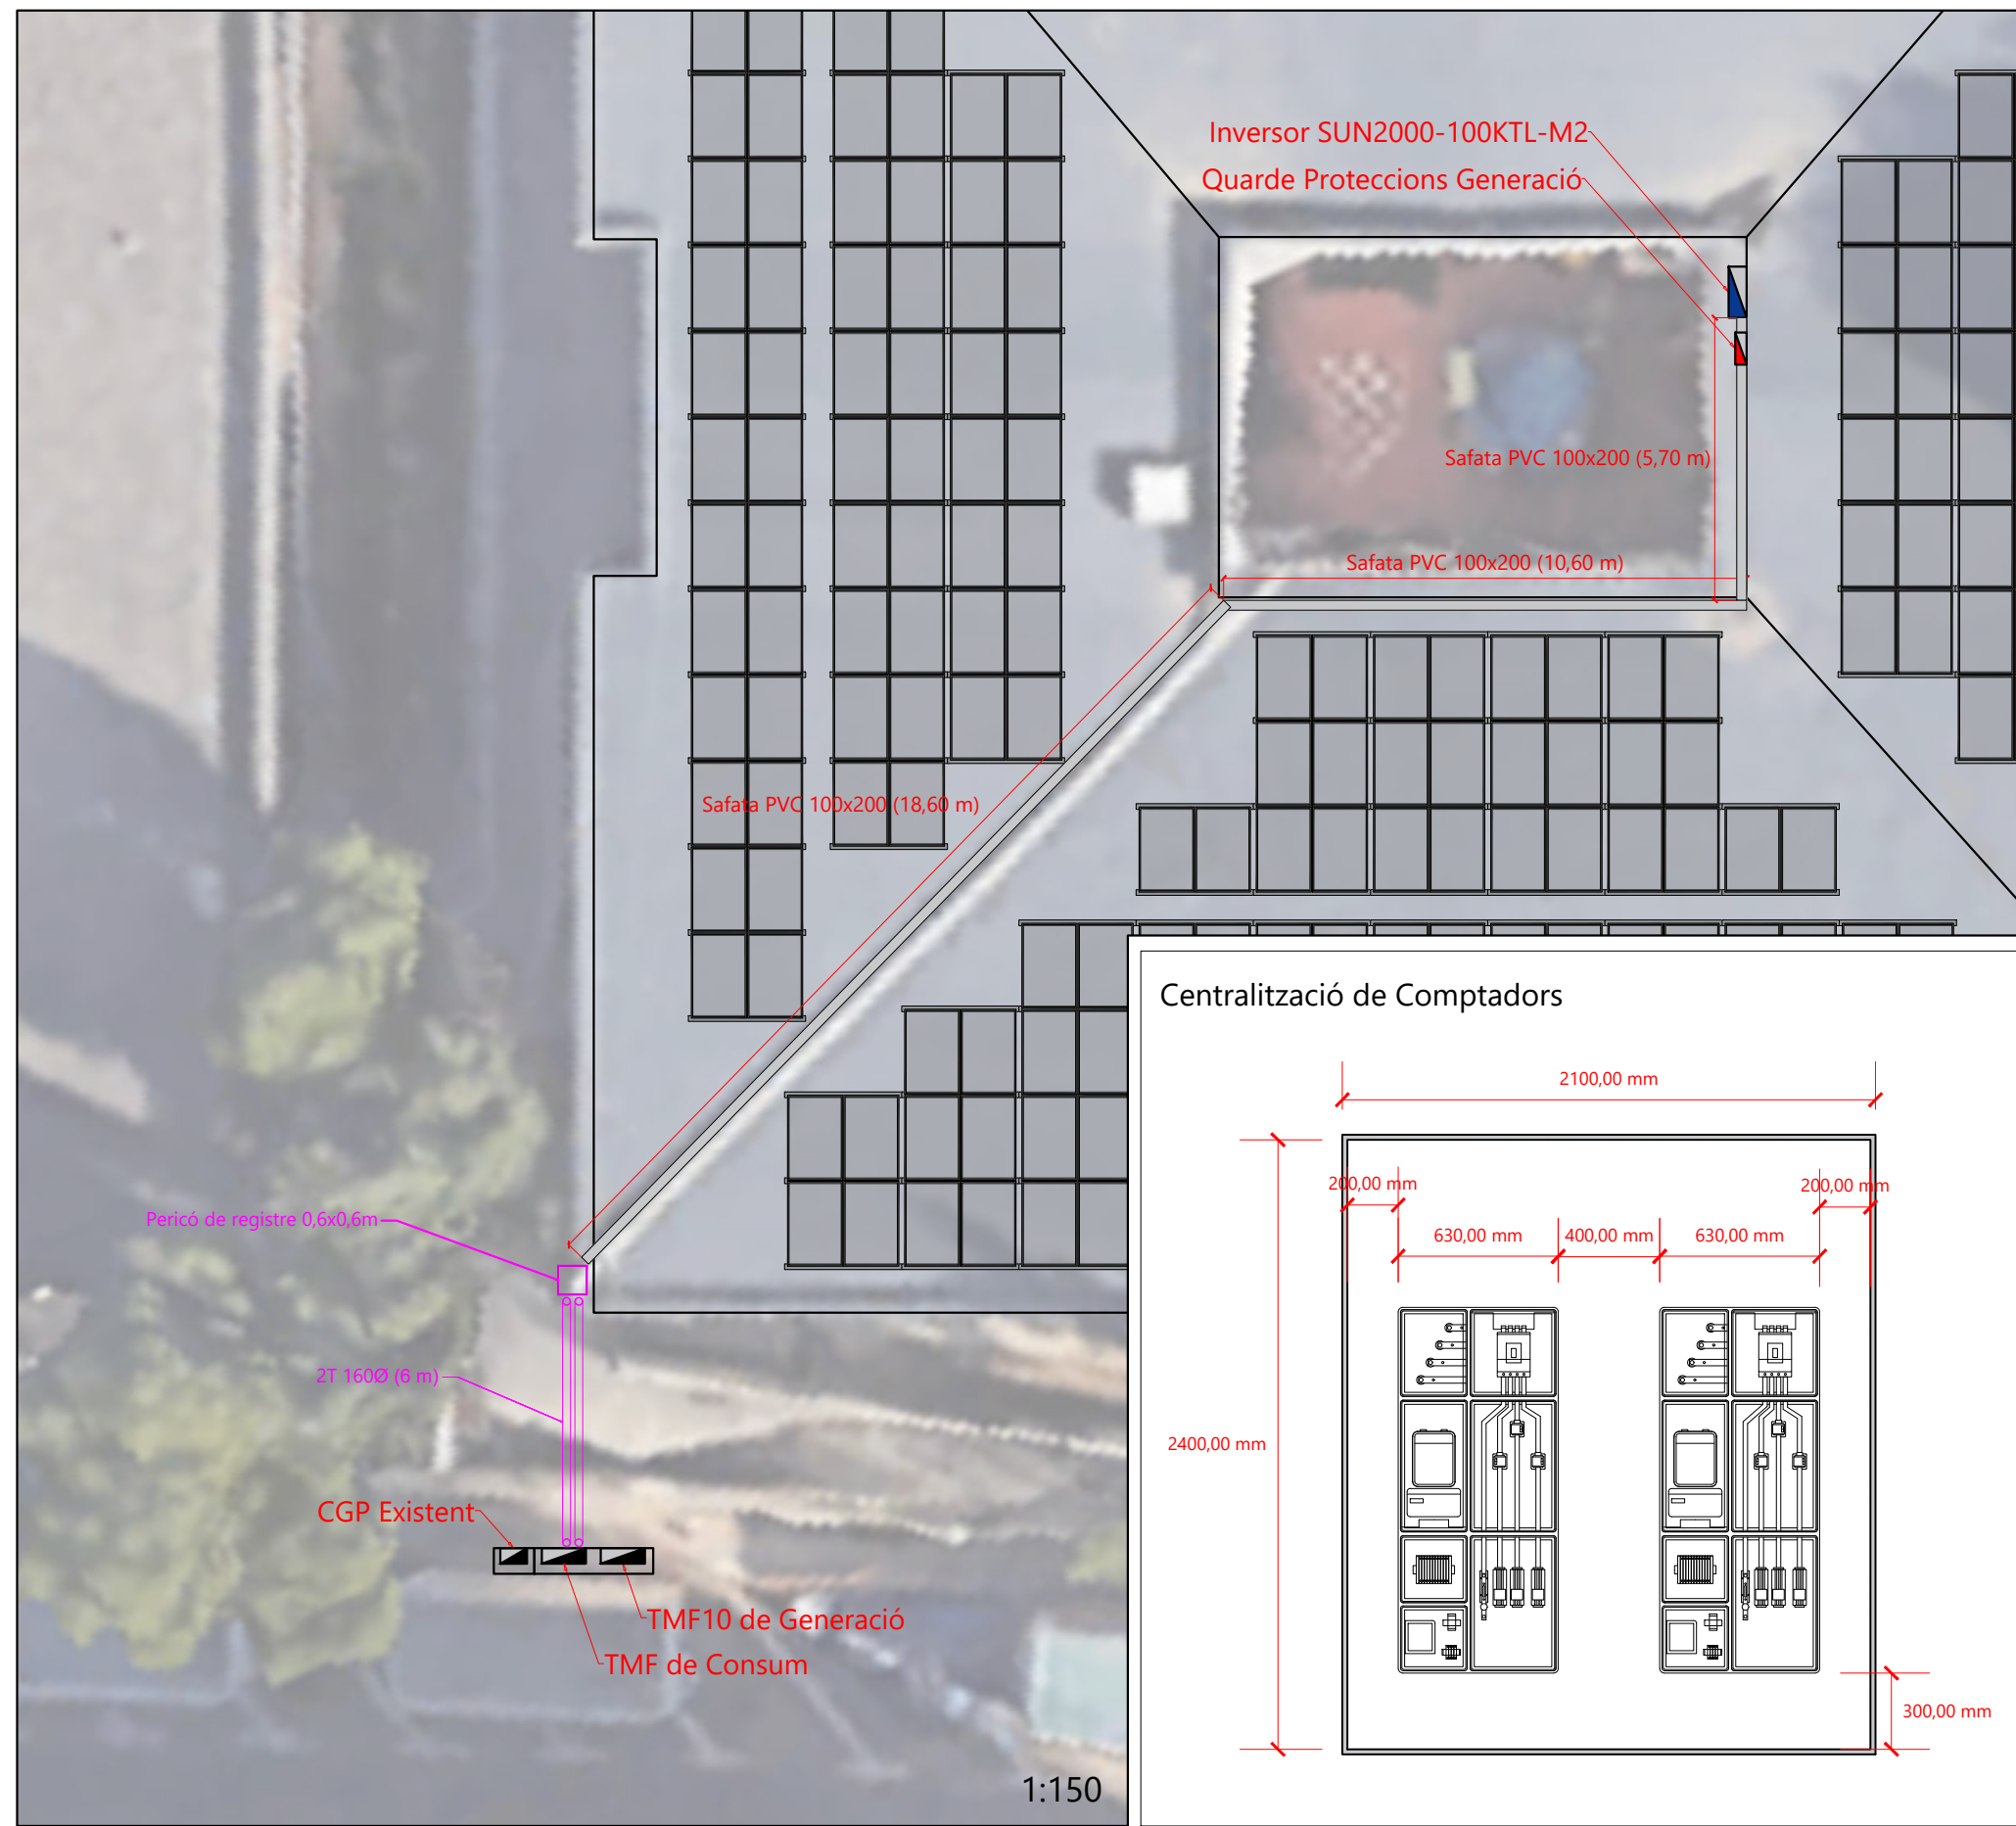 Inversor SUN2000-100KTL-M2
Quarde Proteccions Generació
Safata PVC 100x200 (5,70 m)
Safata PVC 100x200 (10,60 m)
Safata PVC 100x200 (18,60 m)
Pericó de registre 0,6x0,6m
2T 160Ø (6 m)
CGP Existent
TMF10 de Generació
TMF de Consum
1:150
Centralització de Comptadors
2100,00 mm
200,00 mm
200,00 mm
630,00 mm
400,00 mm
630,00 mm
2400,00 mm
300,00 mm